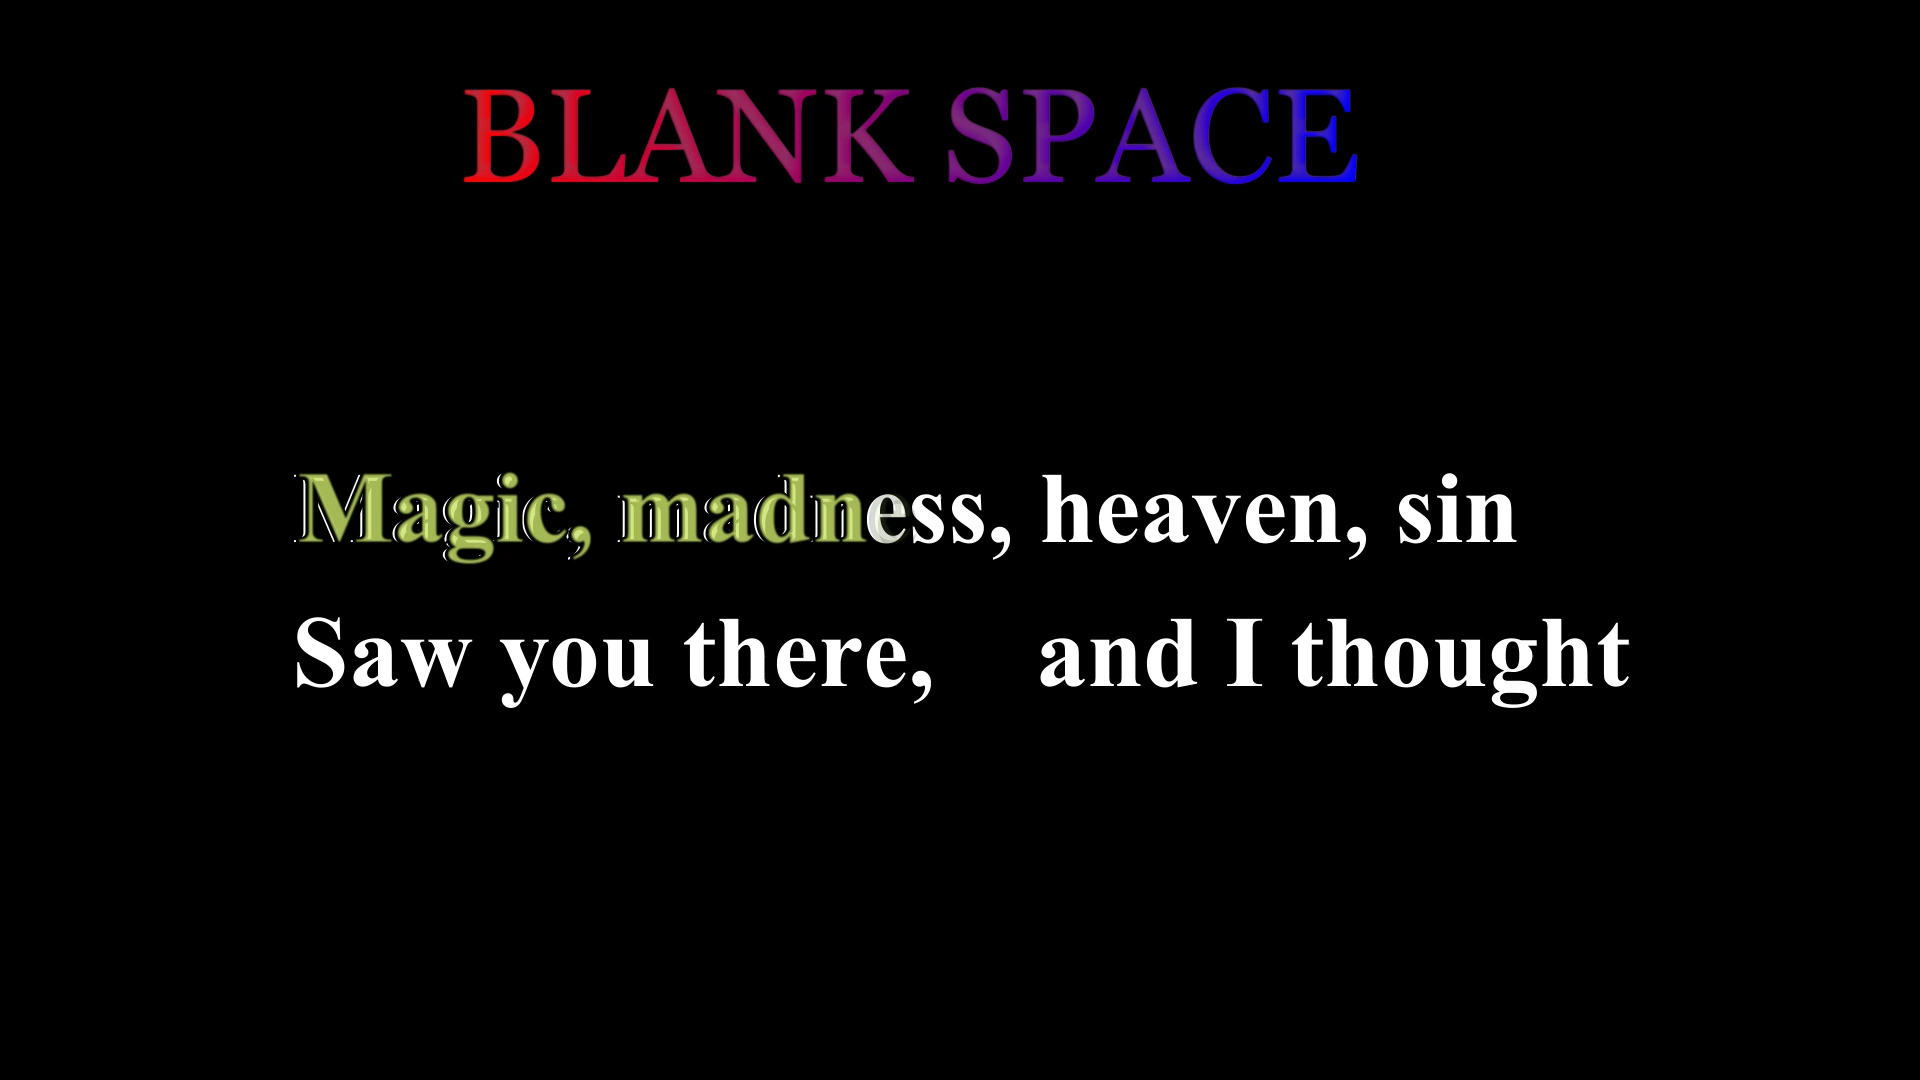 BLANK SPACE
Magic, madness, heaven, sin
Saw you there, and I thought